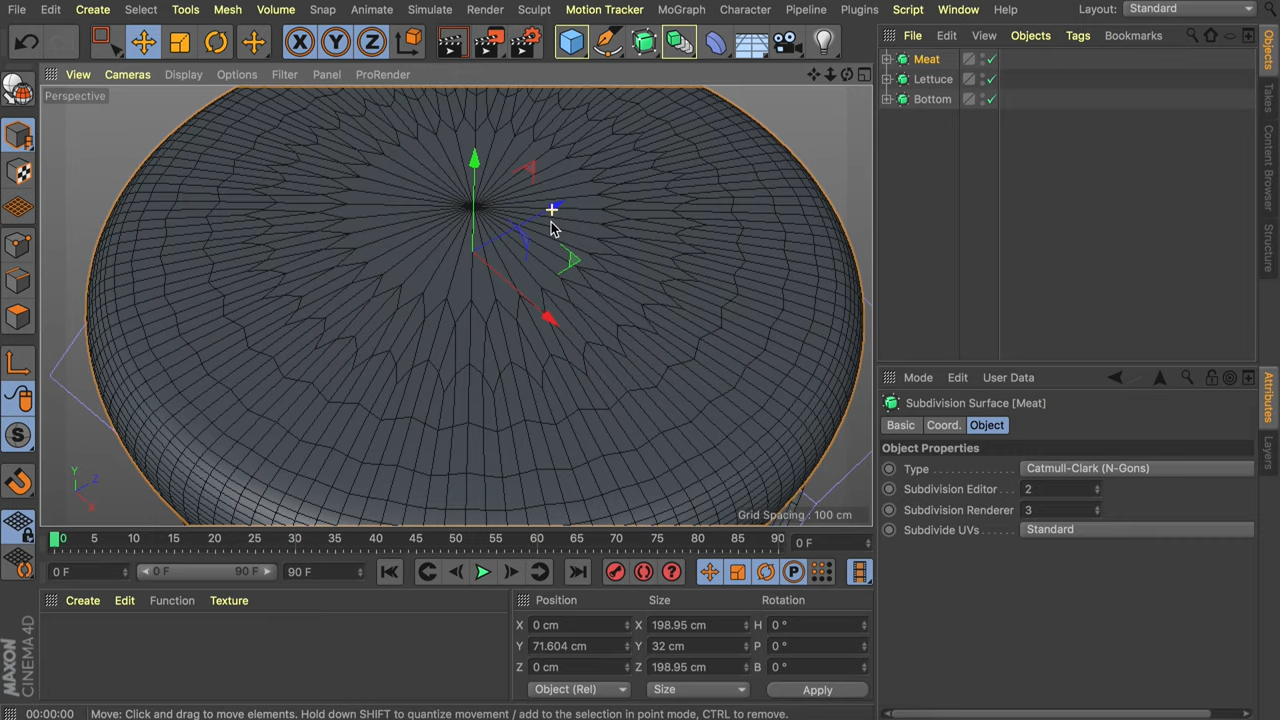 File Edit Create Select Tools Mesh Volume Snap Animate Simulate Render Sculpt Motion Tracker MoGraph Character Pipeline Plugins Script Window Help Layout: Standard
X Y Z
File Edit View Objects Tags Bookmarks
View Cameras Display Options Filter Panel ProRender
Perspective
Meat
Lettuce
Bottom
Objects
Takes
Content Browser
Structure
Mode Edit User Data
Subdivision Surface [Meat]
Basic Coord. Object
Object Properties
Type Catmull-Clark (N-Gons)
Subdivision Editor 2
Subdivision Renderer 3
Subdivide UVs Standard
Attributes
Layers
Y
Z
X
S
Grid Spacing : 100 cm
0 5 10 15 20 25 30 35 40 45 50 55 60 65 70 75 80 85 90 0 F
0 F 0 F 90 F 90 F P
Create Edit Function Texture
Position Size Rotation
X 0 cm X 198.95 cm H 0 °
Y 71.604 cm Y 32 cm P 0 °
Z 0 cm Z 198.95 cm B 0 °
Object (Rel) Size Apply
MAXON
CINEMA 4D
00:00:00 Move: Click and drag to move elements. Hold down SHIFT to quantize movement / add to the selection in point mode, CTRL to remove.